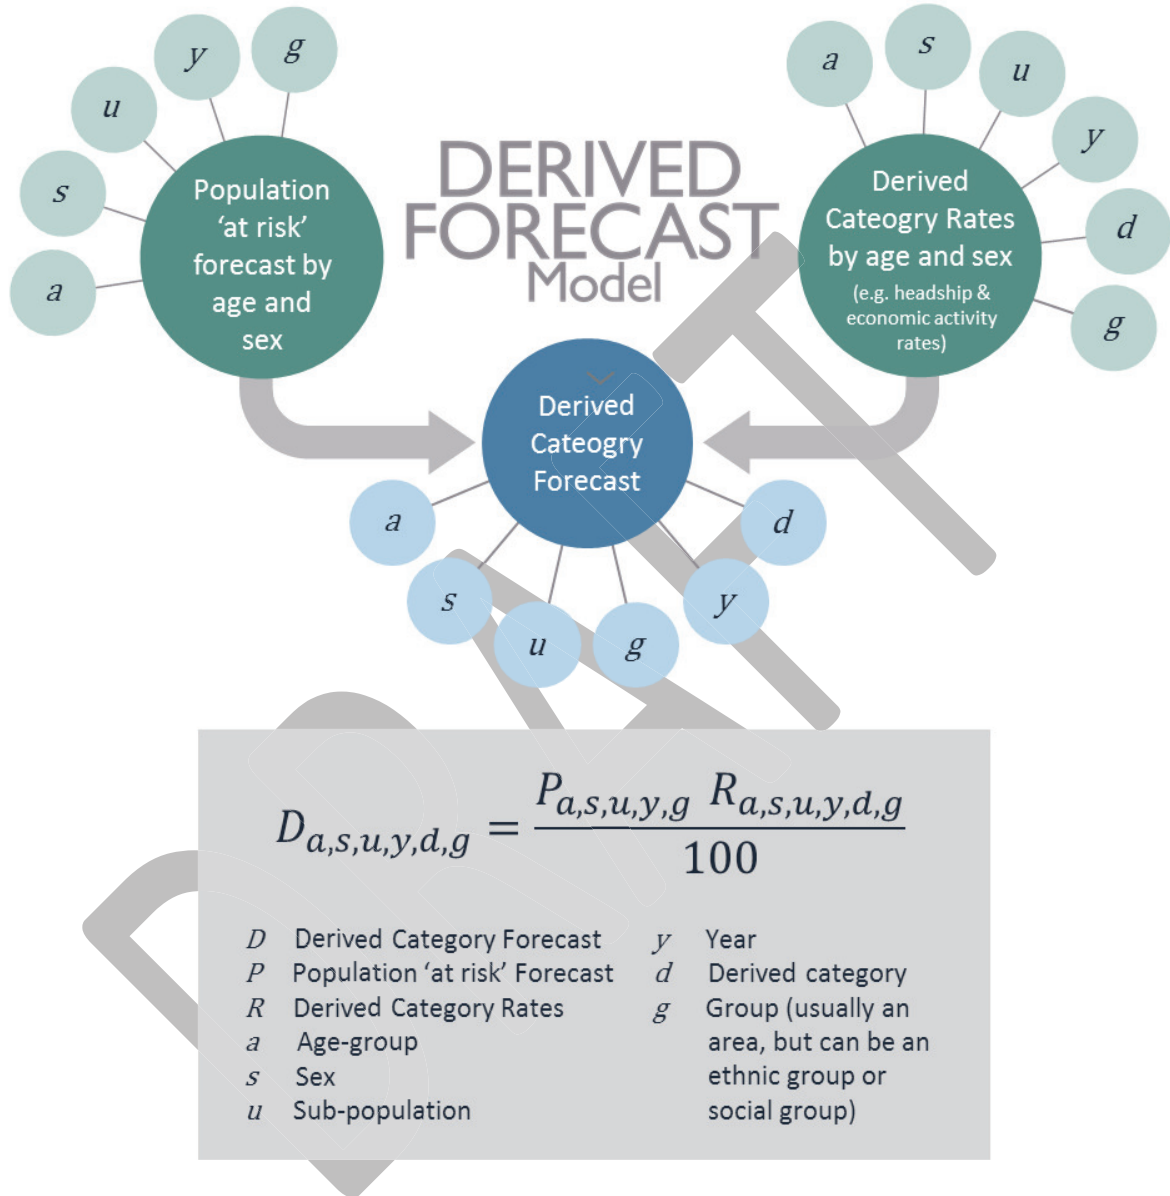 a
s
u
y
g
Population
‘at risk’
forecast by
age and
sex
DERIVED
FORECAST
Model
a
s
u
y
d
g
Derived
Cateogry Rates
by age and sex
(e.g. headship &
economic activity
rates)
Derived
Cateogry
Forecast
a
s
u
g
y
d
D_{a,s,u,y,d,g} = \frac{P_{a,s,u,y,g} R_{a,s,u,y,d,g}}{100}
D Derived Category Forecast
P Population ‘at risk’ Forecast
R Derived Category Rates
a Age-group
s Sex
u Sub-population
y Year
d Derived category
g Group (usually an
area, but can be an
ethnic group or
social group)
DRAFT